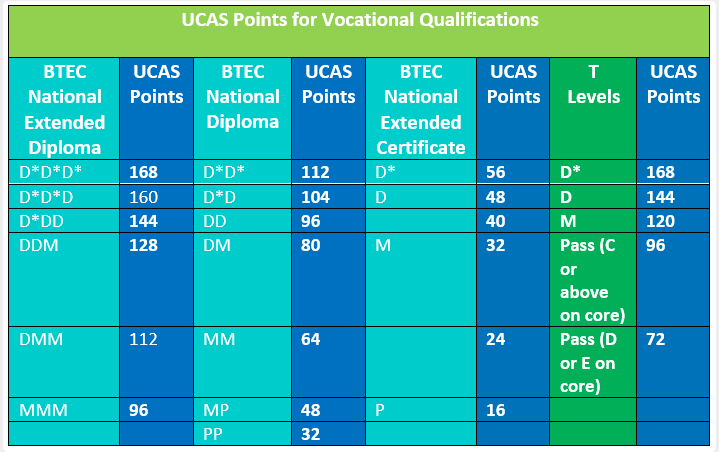 UCAS Points for Vocational Qualifications
BTEC National Extended Diploma UCAS Points BTEC National Diploma UCAS Points BTEC National Extended Certificate UCAS Points T Levels UCAS Points
D*D*D* 168 D*D* 112 D* 56 D* 168
D*D*D 160 D*D 104 D 48 D 144
D*DD 144 DD 96 40 M 120
DDM 128 DM 80 M 32 Pass (C or above on core) 96
DMM 112 MM 64 24 Pass (D or E on core) 72
MMM 96 MP 48 P 16
PP 32